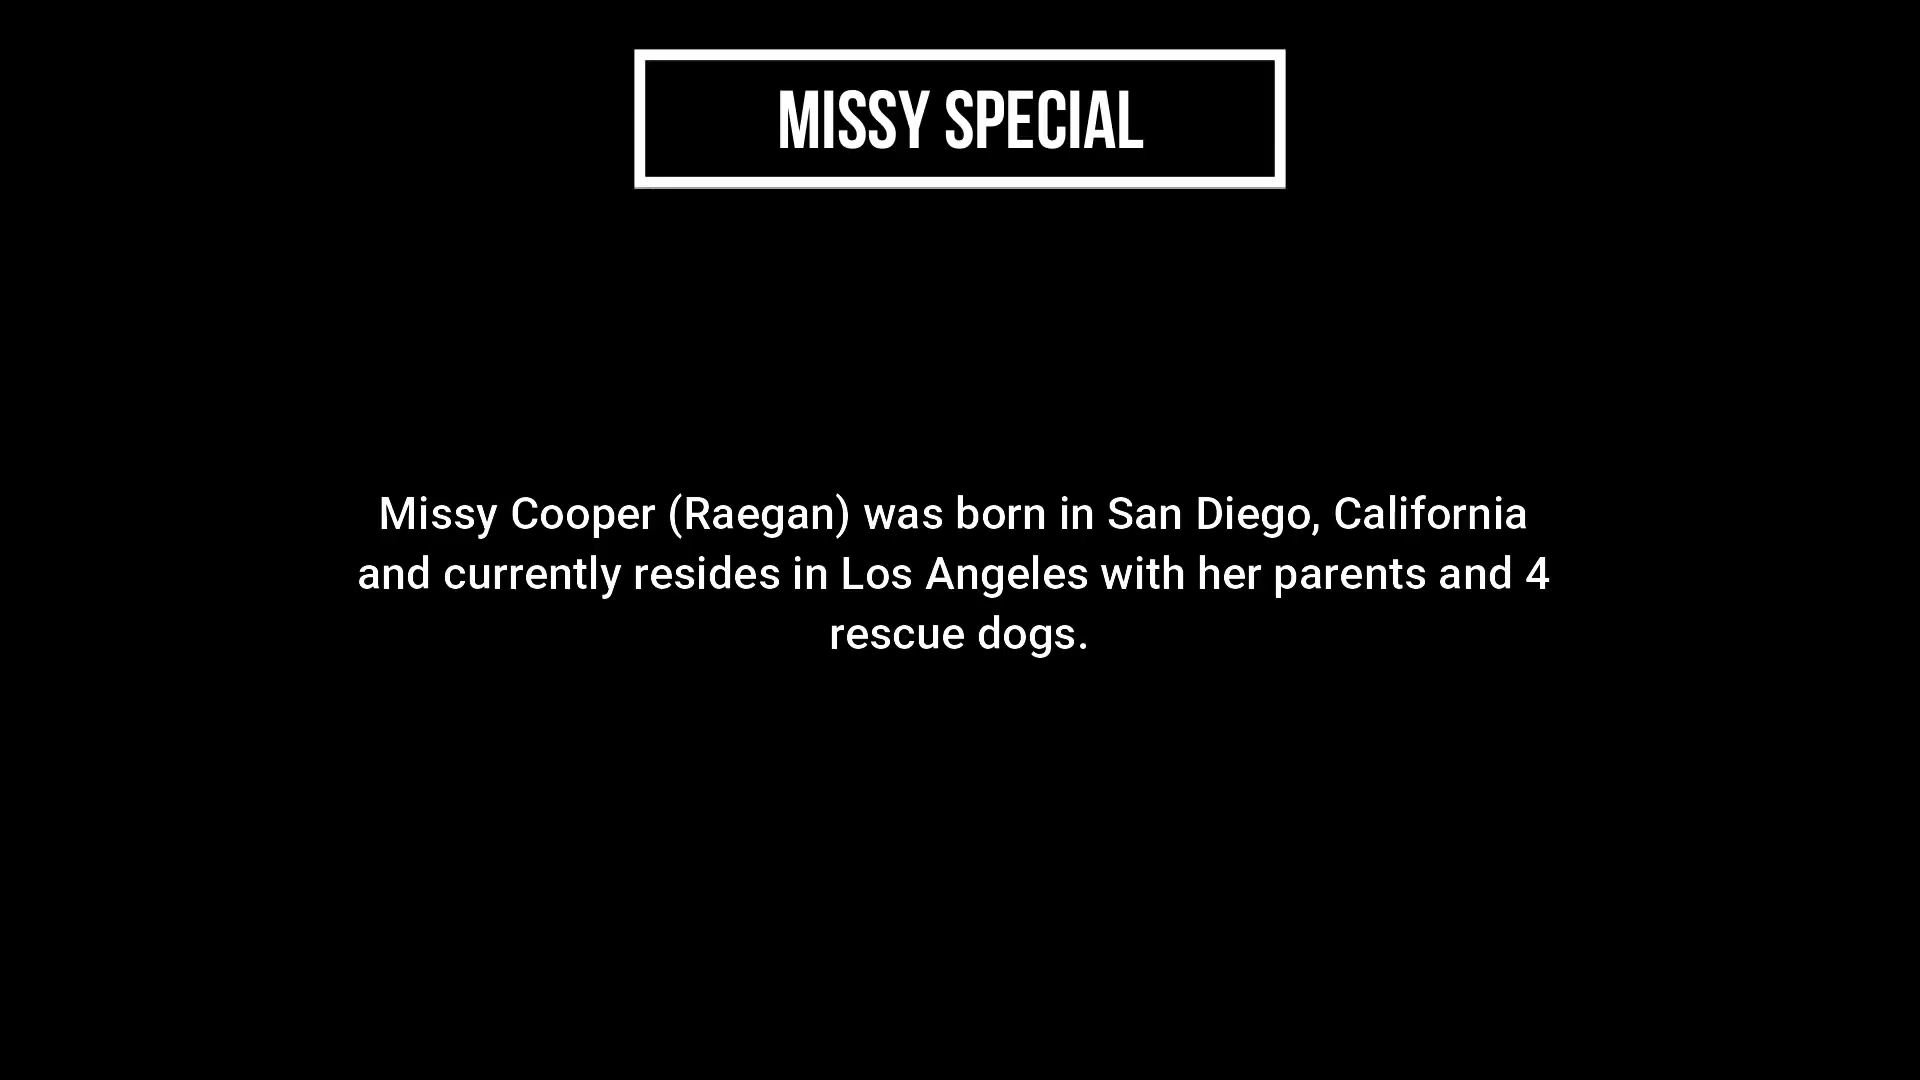 MISSY SPECIAL
Missy Cooper (Raegan) was born in San Diego, California
and currently resides in Los Angeles with her parents and 4
rescue dogs.